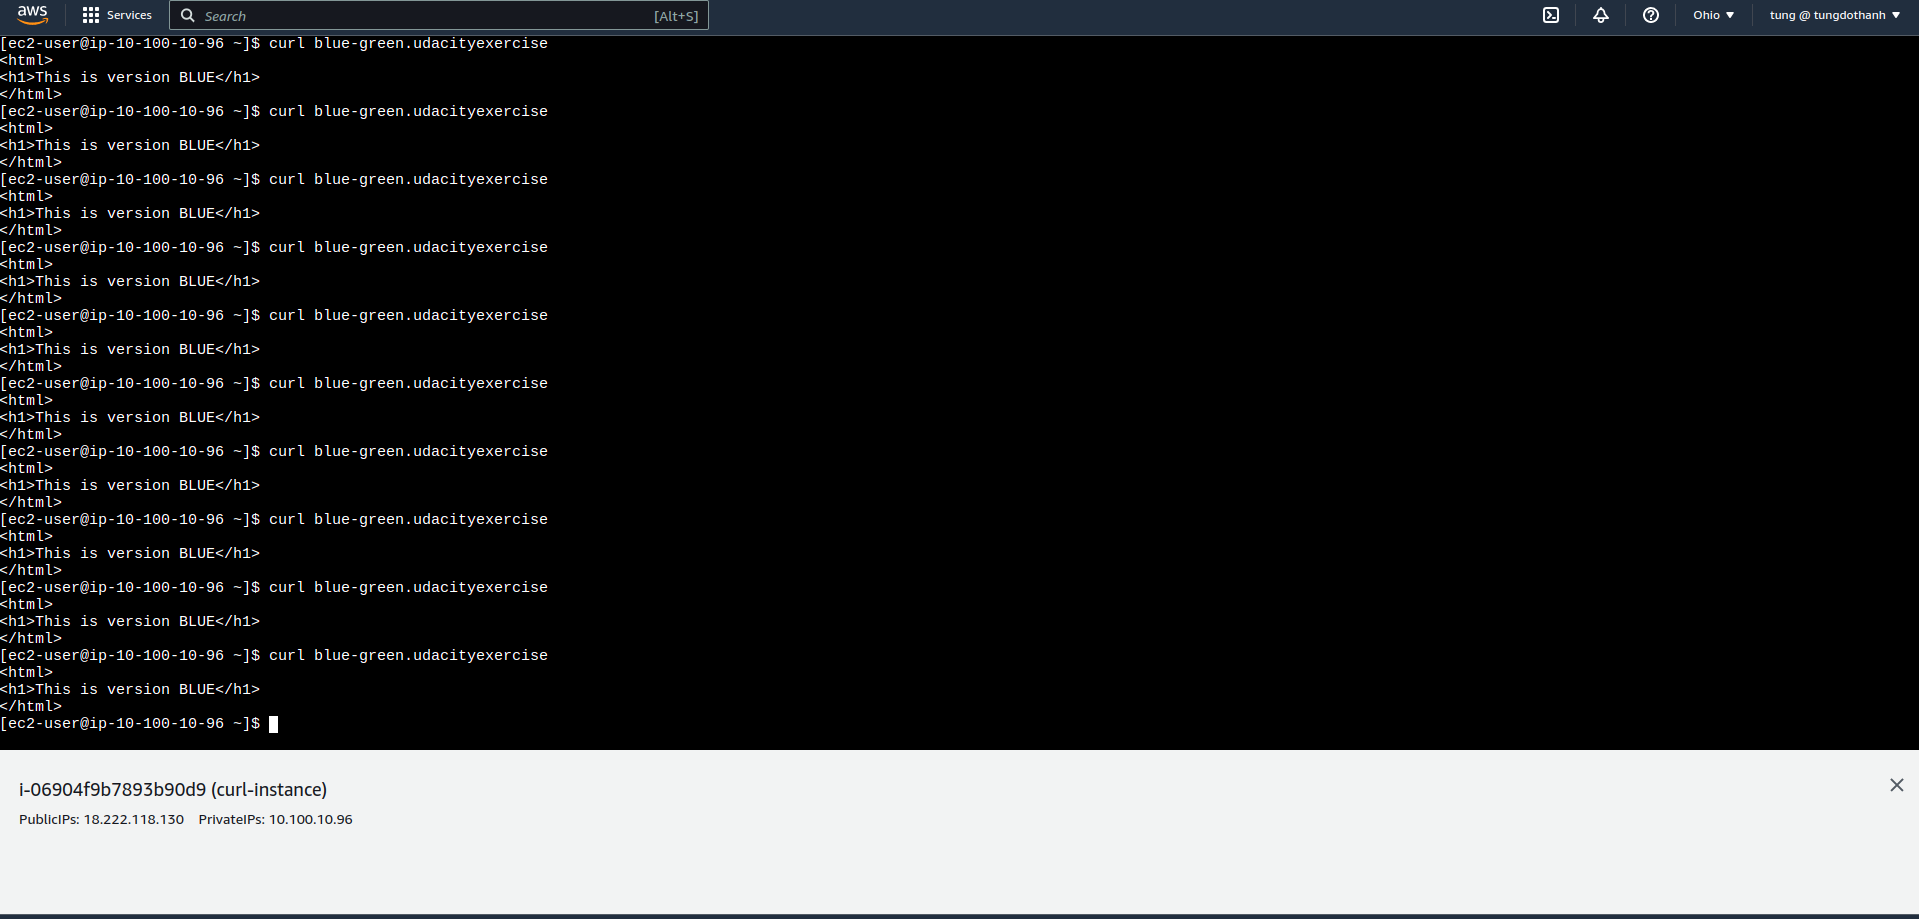 aws Services Search [Alt+S] Ohio tung @ tungdothanh
[ec2-user@ip-10-100-10-96 ~]$ curl blue-green.udacityexercise
<html>
<h1>This is version BLUE</h1>
</html>
[ec2-user@ip-10-100-10-96 ~]$ curl blue-green.udacityexercise
<html>
<h1>This is version BLUE</h1>
</html>
[ec2-user@ip-10-100-10-96 ~]$ curl blue-green.udacityexercise
<html>
<h1>This is version BLUE</h1>
</html>
[ec2-user@ip-10-100-10-96 ~]$ curl blue-green.udacityexercise
<html>
<h1>This is version BLUE</h1>
</html>
[ec2-user@ip-10-100-10-96 ~]$ curl blue-green.udacityexercise
<html>
<h1>This is version BLUE</h1>
</html>
[ec2-user@ip-10-100-10-96 ~]$ curl blue-green.udacityexercise
<html>
<h1>This is version BLUE</h1>
</html>
[ec2-user@ip-10-100-10-96 ~]$ curl blue-green.udacityexercise
<html>
<h1>This is version BLUE</h1>
</html>
[ec2-user@ip-10-100-10-96 ~]$ curl blue-green.udacityexercise
<html>
<h1>This is version BLUE</h1>
</html>
[ec2-user@ip-10-100-10-96 ~]$ curl blue-green.udacityexercise
<html>
<h1>This is version BLUE</h1>
</html>
[ec2-user@ip-10-100-10-96 ~]$ curl blue-green.udacityexercise
<html>
<h1>This is version BLUE</h1>
</html>
[ec2-user@ip-10-100-10-96 ~]$
i-06904f9b7893b90d9 (curl-instance)
PublicIPs: 18.222.118.130 PrivateIPs: 10.100.10.96